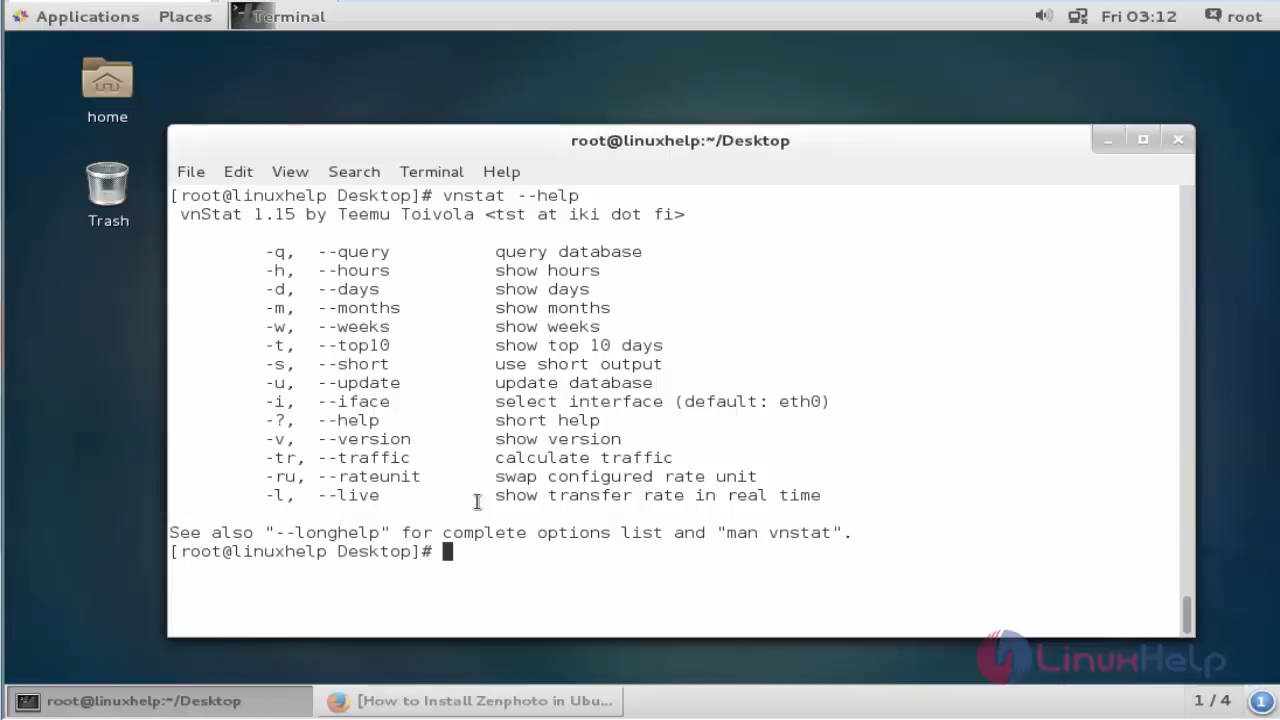 Applications Places Terminal Fri 03:12 root
home
Trash
root@linuxhelp:~/Desktop
File Edit View Search Terminal Help
[root@linuxhelp Desktop]# vnstat --help
vnStat 1.15 by Teemu Toivola <tst at iki dot fi>
-q, --query query database
-h, --hours show hours
-d, --days show days
-m, --months show months
-w, --weeks show weeks
-t, --top10 show top 10 days
-s, --short use short output
-u, --update update database
-i, --iface select interface (default: eth0)
-?, --help short help
-v, --version show version
-tr, --traffic calculate traffic
-ru, --rateunit swap configured rate unit
-l, --live show transfer rate in real time
See also "--longhelp" for complete options list and "man vnstat".
[root@linuxhelp Desktop]#
LinuxHelp
root@linuxhelp:~/Desktop [How to Install Zenphoto in Ubu... 1 / 4 1